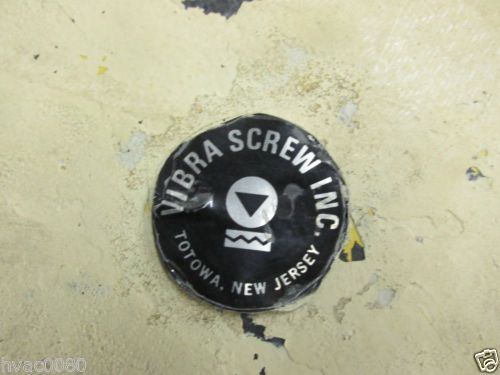 VIBRA SCREW INC.
TOTOWA, NEW JERSEY
hvac0080